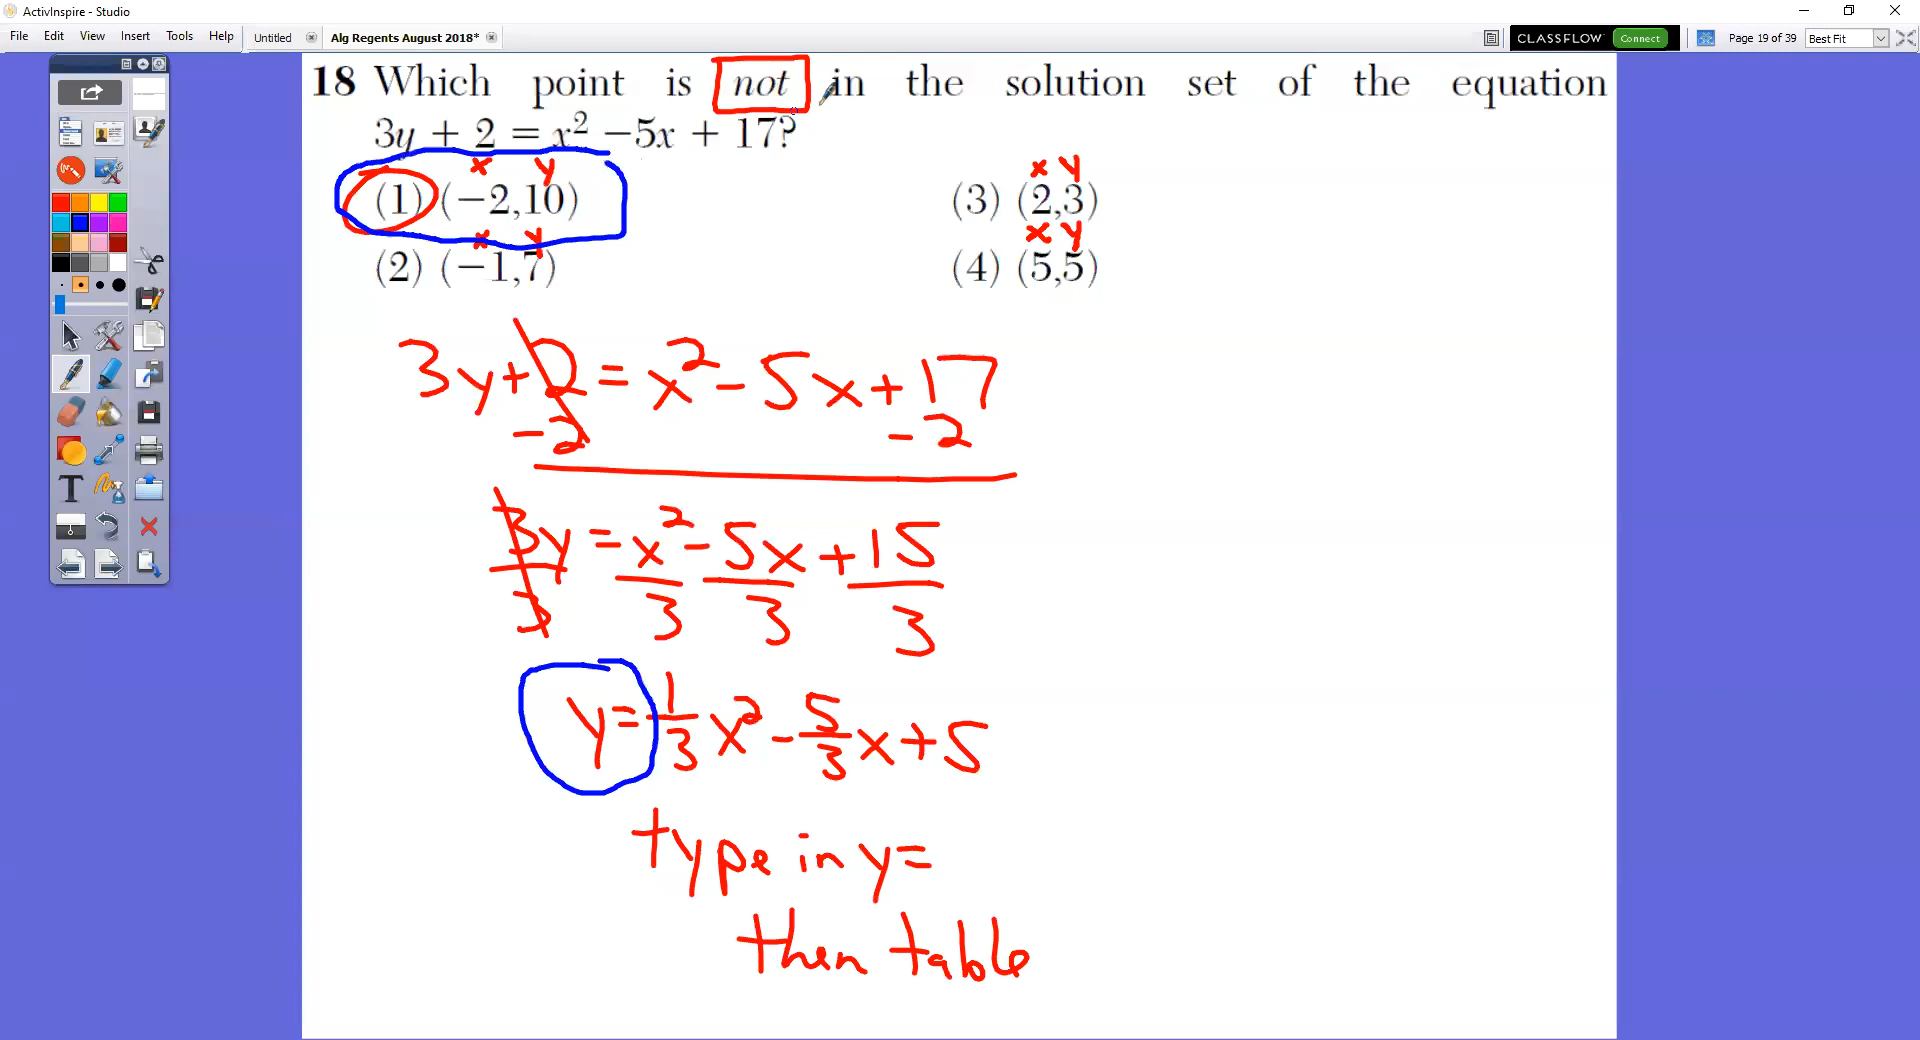 ActivInspire - Studio
File Edit View Insert Tools Help Untitled Alg Regents August 2018* CLASSFLOW Connect Page 19 of 39 Best Fit
18 Which point is not in the solution set of the equation
3y + 2 = x² −5x + 17?
x y x y
(1) (−2,10) (3) (2,3)
x y x y
(2) (−1,7) (4) (5,5)
3y+2 = x² - 5x + 17
-2 -2
3y = x² - 5x + 15
3 3 3 3
y = 1/3 x² - 5/3 x + 5
type in y=
then table